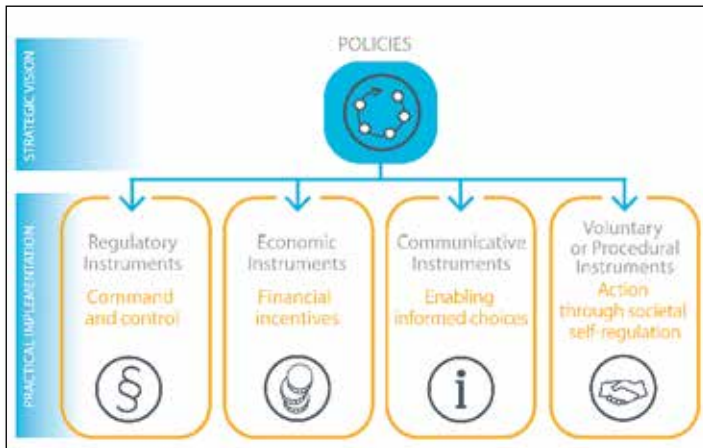 STRATEGIC VISION
POLICIES
PRACTICAL IMPLEMENTATION
Regulatory
Instruments
Command
and control
§
Economic
Instruments
Financial
incentives
Communicative
Instruments
Enabling
informed choices
i
Voluntary
or Procedural
Instruments
Action
through societal
self-regulation